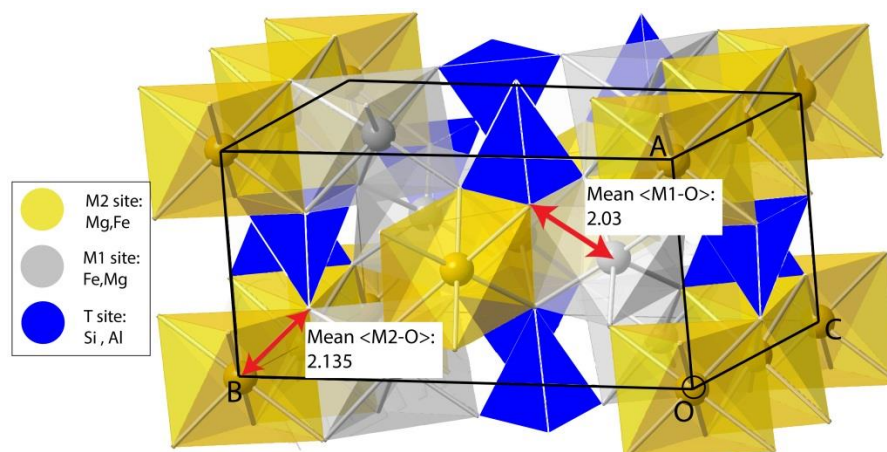 A
Mean <M1-O>:
2.03
M2 site:
Mg,Fe
M1 site:
Fe,Mg
T site:
Si , Al
Mean <M2-O>:
2.135
B
C
O